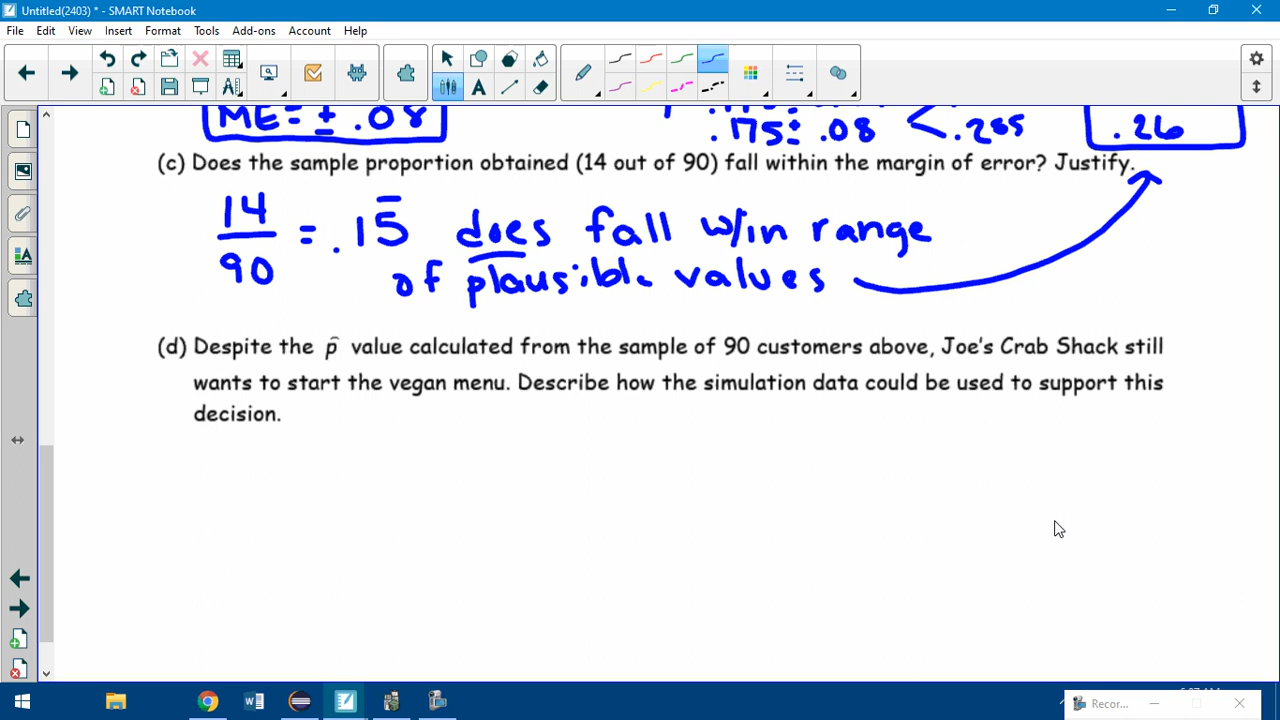 Untitled(2403) * - SMART Notebook
File Edit View Insert Format Tools Add-ons Account Help
ME= ± .08
.175± .08 < .255
.26
(c) Does the sample proportion obtained (14 out of 90) fall within the margin of error? Justify.
14
90
= .15̅ does fall w/in range
of plausible values
(d) Despite the p̂ value calculated from the sample of 90 customers above, Joe's Crab Shack still
wants to start the vegan menu. Describe how the simulation data could be used to support this
decision.
Recor...